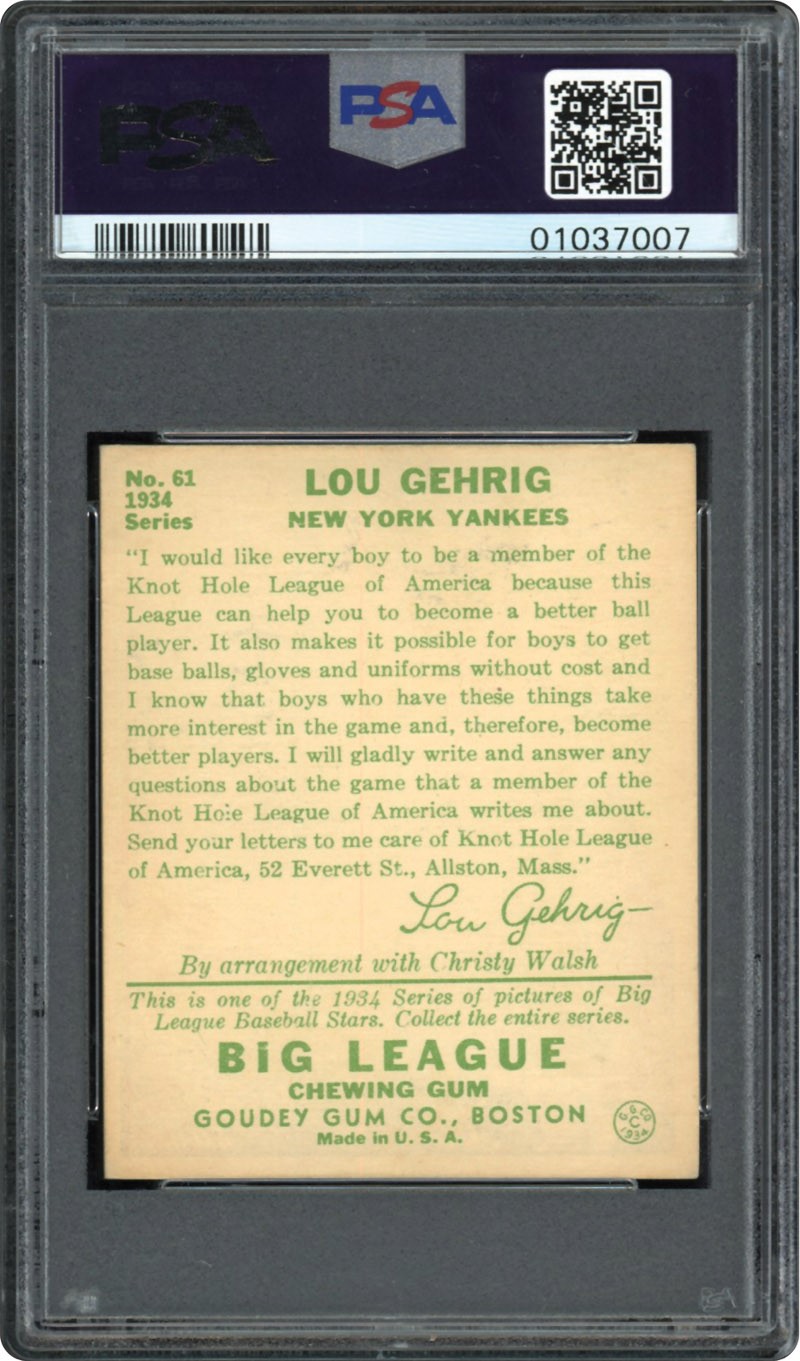 PSA
PSA
01037007
No. 61
1934
Series
LOU GEHRIG
NEW YORK YANKEES
“I would like every boy to be a member of the
Knot Hole League of America because this
League can help you to become a better ball
player. It also makes it possible for boys to get
base balls, gloves and uniforms without cost and
I know that boys who have these things take
more interest in the game and, therefore, become
better players. I will gladly write and answer any
questions about the game that a member of the
Knot Hole League of America writes me about.
Send your letters to me care of Knot Hole League
of America, 52 Everett St., Allston, Mass.”
Lou Gehrig
By arrangement with Christy Walsh
This is one of the 1934 Series of pictures of Big
League Baseball Stars. Collect the entire series.
BiG LEAGUE
CHEWING GUM
GOUDEY GUM CO., BOSTON
Made in U. S. A.
G. G. CO
C
1934
PSA